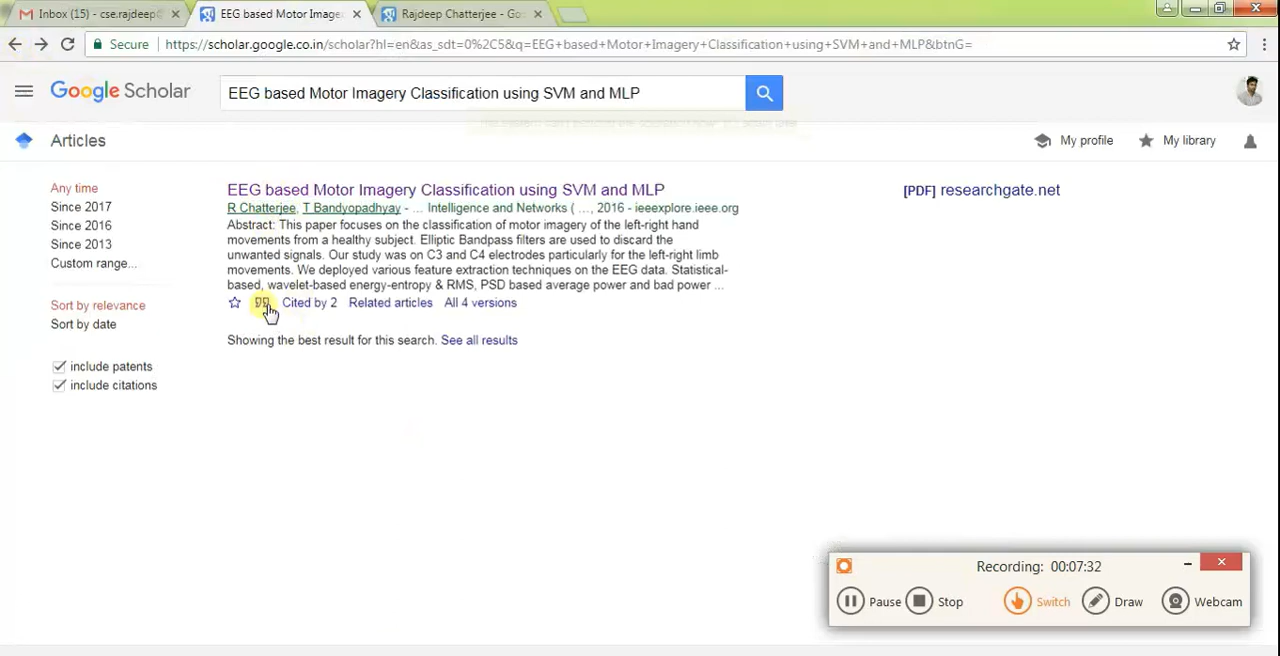 Inbox (15) - cse.rajdeep@
EEG based Motor Image
Rajdeep Chatterjee - Go
Secure
https://scholar.google.co.in/scholar?hl=en&as_sdt=0%2C5&q=EEG+based+Motor+Imagery+Classification+using+SVM+and+MLP&btnG=
Google Scholar
EEG based Motor Imagery Classification using SVM and MLP
Articles
My profile
My library
Any time
Since 2017
Since 2016
Since 2013
Custom range...
Sort by relevance
Sort by date
include patents
include citations
EEG based Motor Imagery Classification using SVM and MLP
R Chatterjee, T Bandyopadhyay - ... Intelligence and Networks ( ..., 2016 - ieeexplore.ieee.org
Abstract: This paper focuses on the classification of motor imagery of the left-right hand
movements from a healthy subject. Elliptic Bandpass filters are used to discard the
unwanted signals. Our study was on C3 and C4 electrodes particularly for the left-right limb
movements. We deployed various feature extraction techniques on the EEG data. Statistical-
based, wavelet-based energy-entropy & RMS, PSD based average power and bad power ...
Cited by 2 Related articles All 4 versions
Showing the best result for this search. See all results
[PDF] researchgate.net
Recording: 00:07:32
Pause Stop Switch Draw Webcam